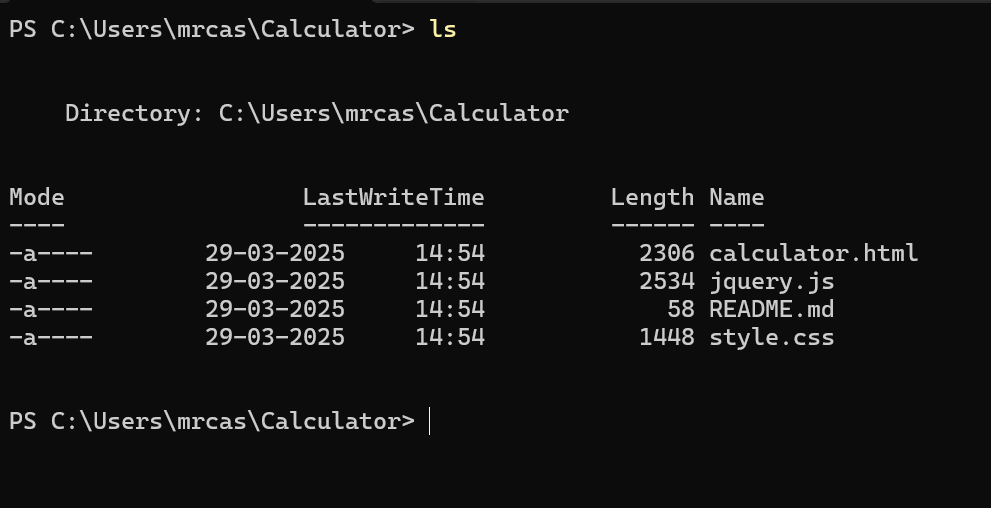 PS C:\Users\mrcas\Calculator> ls
Directory: C:\Users\mrcas\Calculator
Mode                 LastWriteTime         Length Name
----                 -------------         ------ ----
-a----        29-03-2025     14:54           2306 calculator.html
-a----        29-03-2025     14:54           2534 jquery.js
-a----        29-03-2025     14:54             58 README.md
-a----        29-03-2025     14:54           1448 style.css
PS C:\Users\mrcas\Calculator>